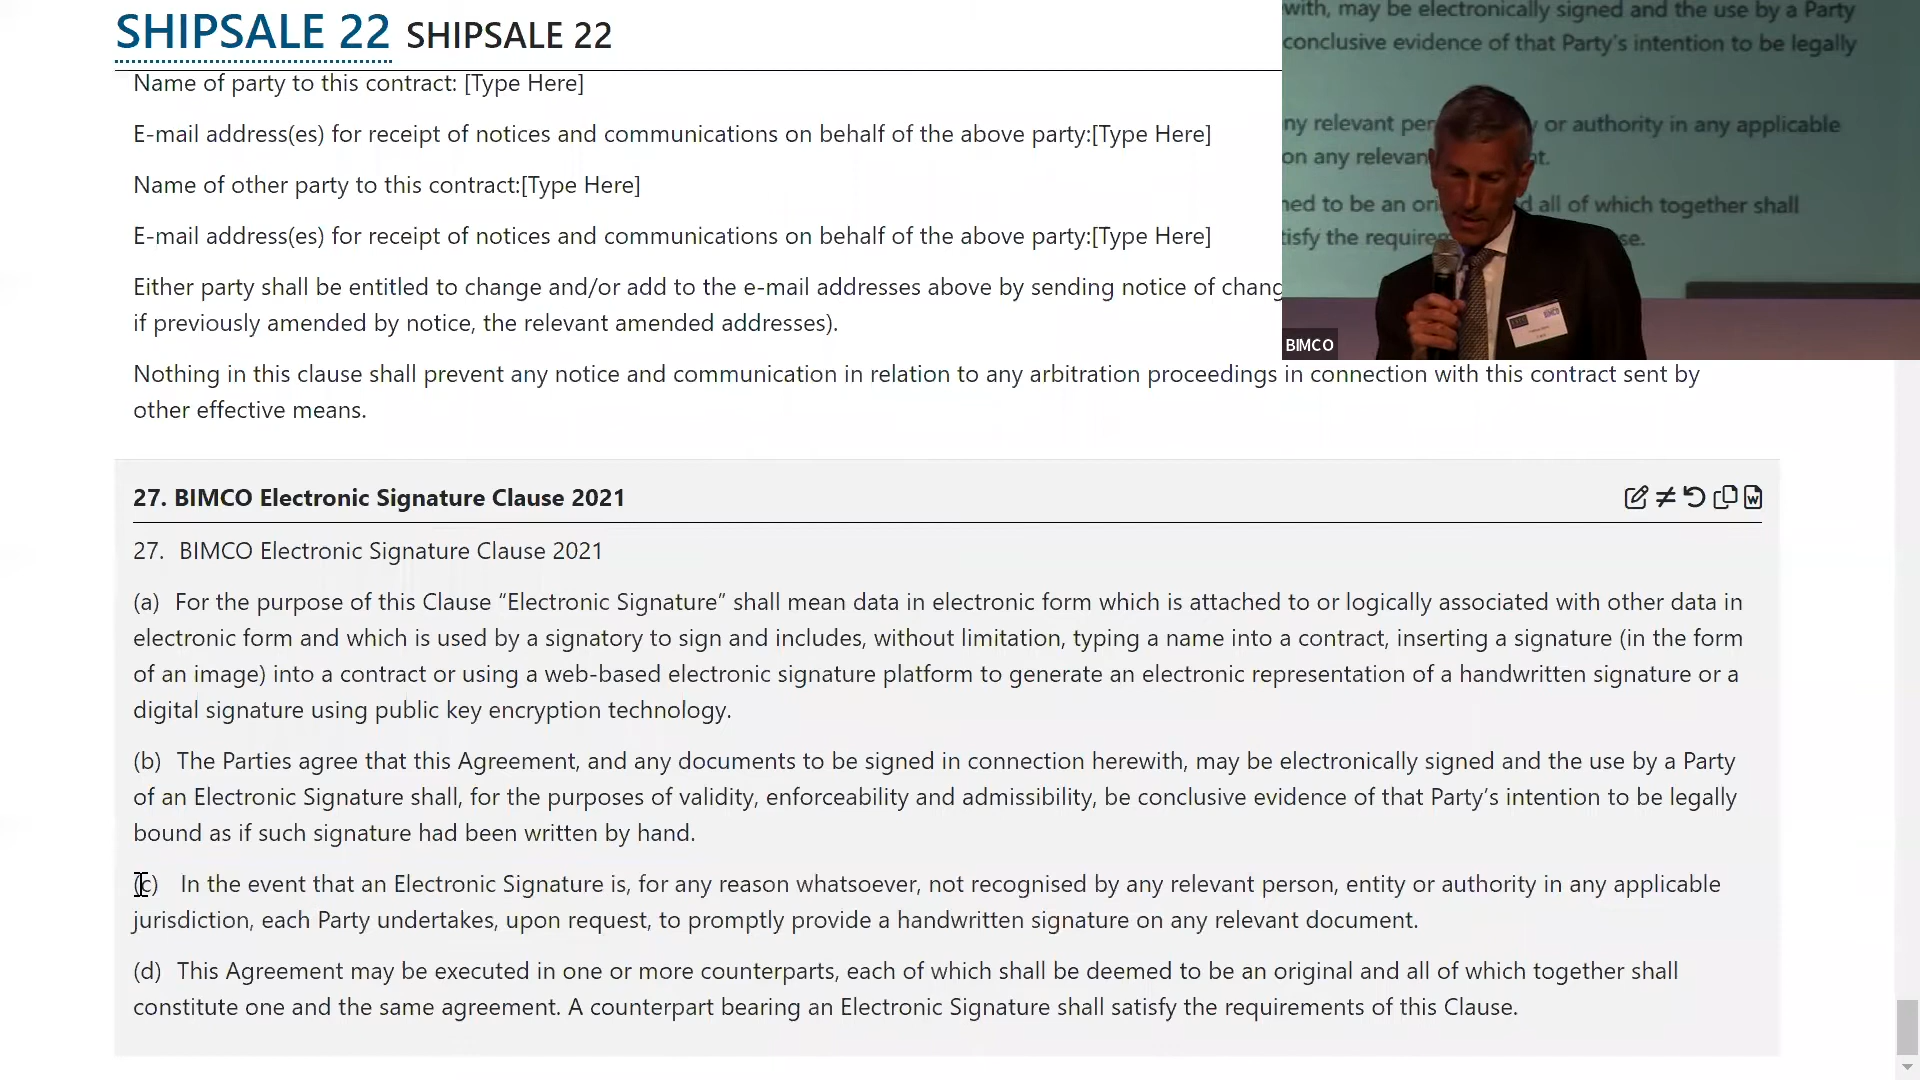 SHIPSALE 22 SHIPSALE 22
Name of party to this contract: [Type Here]
E-mail address(es) for receipt of notices and communications on behalf of the above party:[Type Here]
Name of other party to this contract:[Type Here]
E-mail address(es) for receipt of notices and communications on behalf of the above party:[Type Here]
Either party shall be entitled to change and/or add to the e-mail addresses above by sending notice of chang
if previously amended by notice, the relevant amended addresses).
Nothing in this clause shall prevent any notice and communication in relation to any arbitration proceedings in connection with this contract sent by
other effective means.
with, may be electronically signed and the use by a Party
conclusive evidence of that Party's intention to be legally
ny relevant per y or authority in any applicable
on any relevan t.
ned to be an ori d all of which together shall
tisfy the require se.
BIMCO
27. BIMCO Electronic Signature Clause 2021
27. BIMCO Electronic Signature Clause 2021
(a) For the purpose of this Clause “Electronic Signature” shall mean data in electronic form which is attached to or logically associated with other data in
electronic form and which is used by a signatory to sign and includes, without limitation, typing a name into a contract, inserting a signature (in the form
of an image) into a contract or using a web-based electronic signature platform to generate an electronic representation of a handwritten signature or a
digital signature using public key encryption technology.
(b) The Parties agree that this Agreement, and any documents to be signed in connection herewith, may be electronically signed and the use by a Party
of an Electronic Signature shall, for the purposes of validity, enforceability and admissibility, be conclusive evidence of that Party’s intention to be legally
bound as if such signature had been written by hand.
(c) In the event that an Electronic Signature is, for any reason whatsoever, not recognised by any relevant person, entity or authority in any applicable
jurisdiction, each Party undertakes, upon request, to promptly provide a handwritten signature on any relevant document.
(d) This Agreement may be executed in one or more counterparts, each of which shall be deemed to be an original and all of which together shall
constitute one and the same agreement. A counterpart bearing an Electronic Signature shall satisfy the requirements of this Clause.